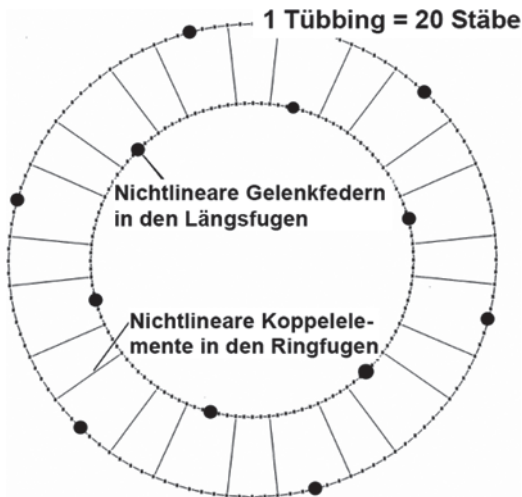 1 Tübbing = 20 Stäbe
Nichtlineare Gelenkfedern
in den Längsfugen
Nichtlineare Koppelele-
mente in den Ringfugen